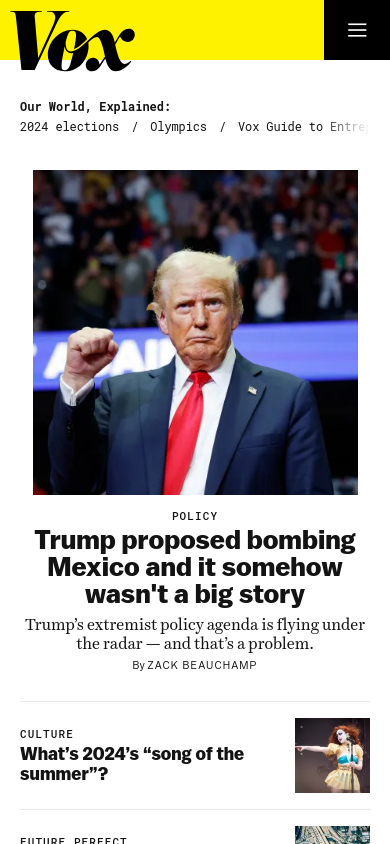 Vox
Our World, Explained:
2024 elections / Olympics / Vox Guide to Entre
AGAIN
POLICY
Trump proposed bombing
Mexico and it somehow
wasn't a big story
Trump’s extremist policy agenda is flying under
the radar — and that’s a problem.
By ZACK BEAUCHAMP
CULTURE
What’s 2024’s “song of the
summer”?
FUTURE PERFECT